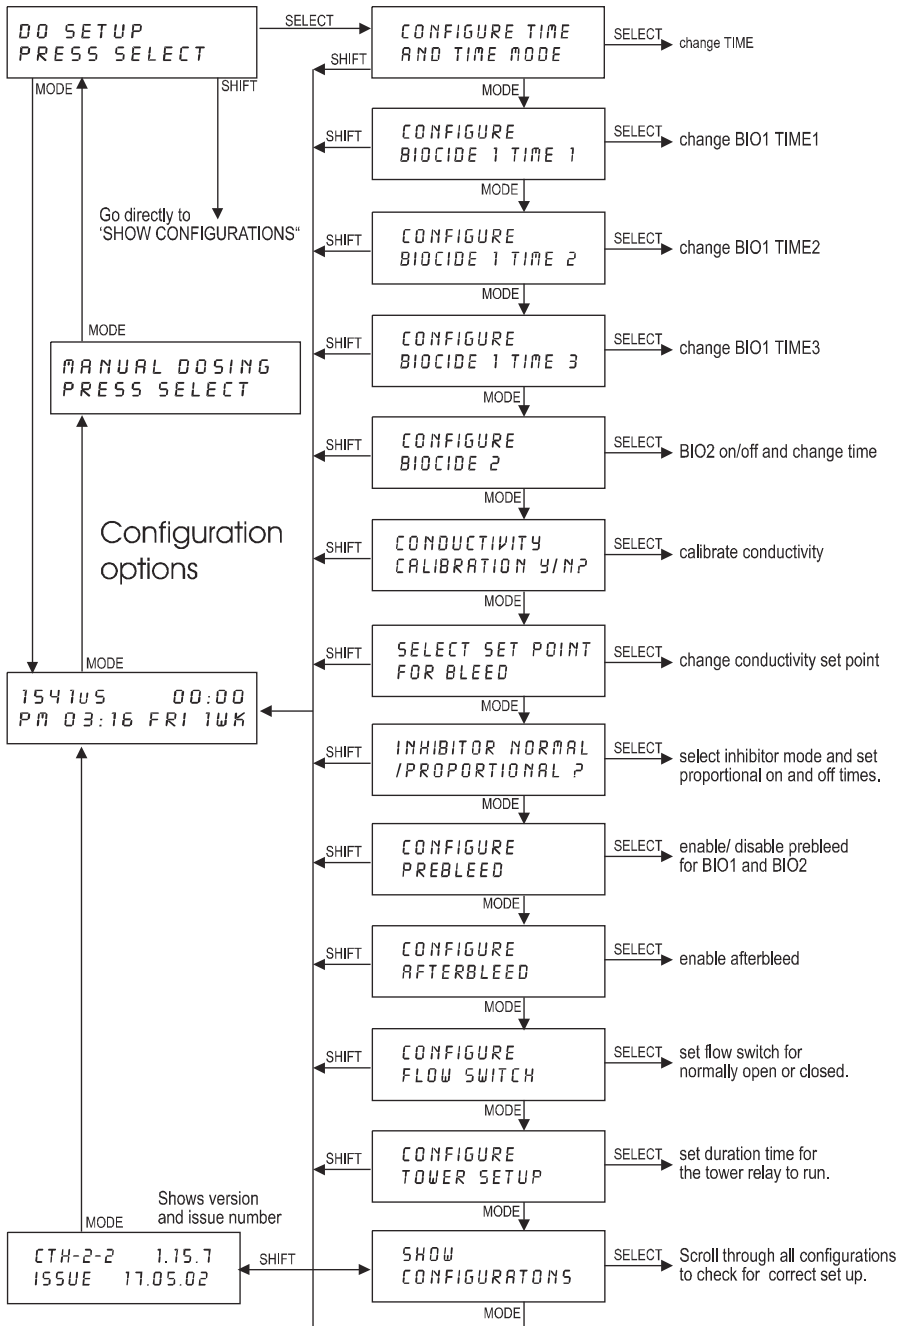 DO SETUP
PRESS SELECT
SELECT
CONFIGURE TIME
AND TIME MODE
SELECT
change TIME
SHIFT
MODE
SHIFT
MODE
CONFIGURE
BIOCIDE 1 TIME 1
SHIFT
SELECT
change BIO1 TIME1
MODE
Go directly to
'SHOW CONFIGURATIONS“
CONFIGURE
BIOCIDE 1 TIME 2
SHIFT
SELECT
change BIO1 TIME2
MODE
MODE
MANUAL DOSING
PRESS SELECT
CONFIGURE
BIOCIDE 1 TIME 3
SHIFT
SELECT
change BIO1 TIME3
MODE
CONFIGURE
BIOCIDE 2
SHIFT
SELECT
BIO2 on/off and change time
MODE
Configuration
options
CONDUCTIVITY
CALIBRATION Y/N?
SHIFT
SELECT
calibrate conductivity
MODE
SELECT SET POINT
FOR BLEED
SHIFT
SELECT
change conductivity set point
MODE
MODE
1541uS 00:00
PM 03:16 FRI 1WK
INHIBITOR NORMAL
/PROPORTIONAL ?
SHIFT
SELECT
select inhibitor mode and set
proportional on and off times.
MODE
CONFIGURE
PREBLEED
SHIFT
SELECT
enable/ disable prebleed
for BIO1 and BIO2
MODE
CONFIGURE
AFTERBLEED
SHIFT
SELECT
enable afterbleed
MODE
CONFIGURE
FLOW SWITCH
SHIFT
SELECT
set flow switch for
normally open or closed.
MODE
CONFIGURE
TOWER SETUP
SHIFT
SELECT
set duration time for
the tower relay to run.
MODE
Shows version
and issue number
MODE
CTH-2-2 1.15.7
ISSUE 17.05.02
SHIFT
SHOW
CONFIGURATONS
SELECT
Scroll through all configurations
to check for correct set up.
MODE